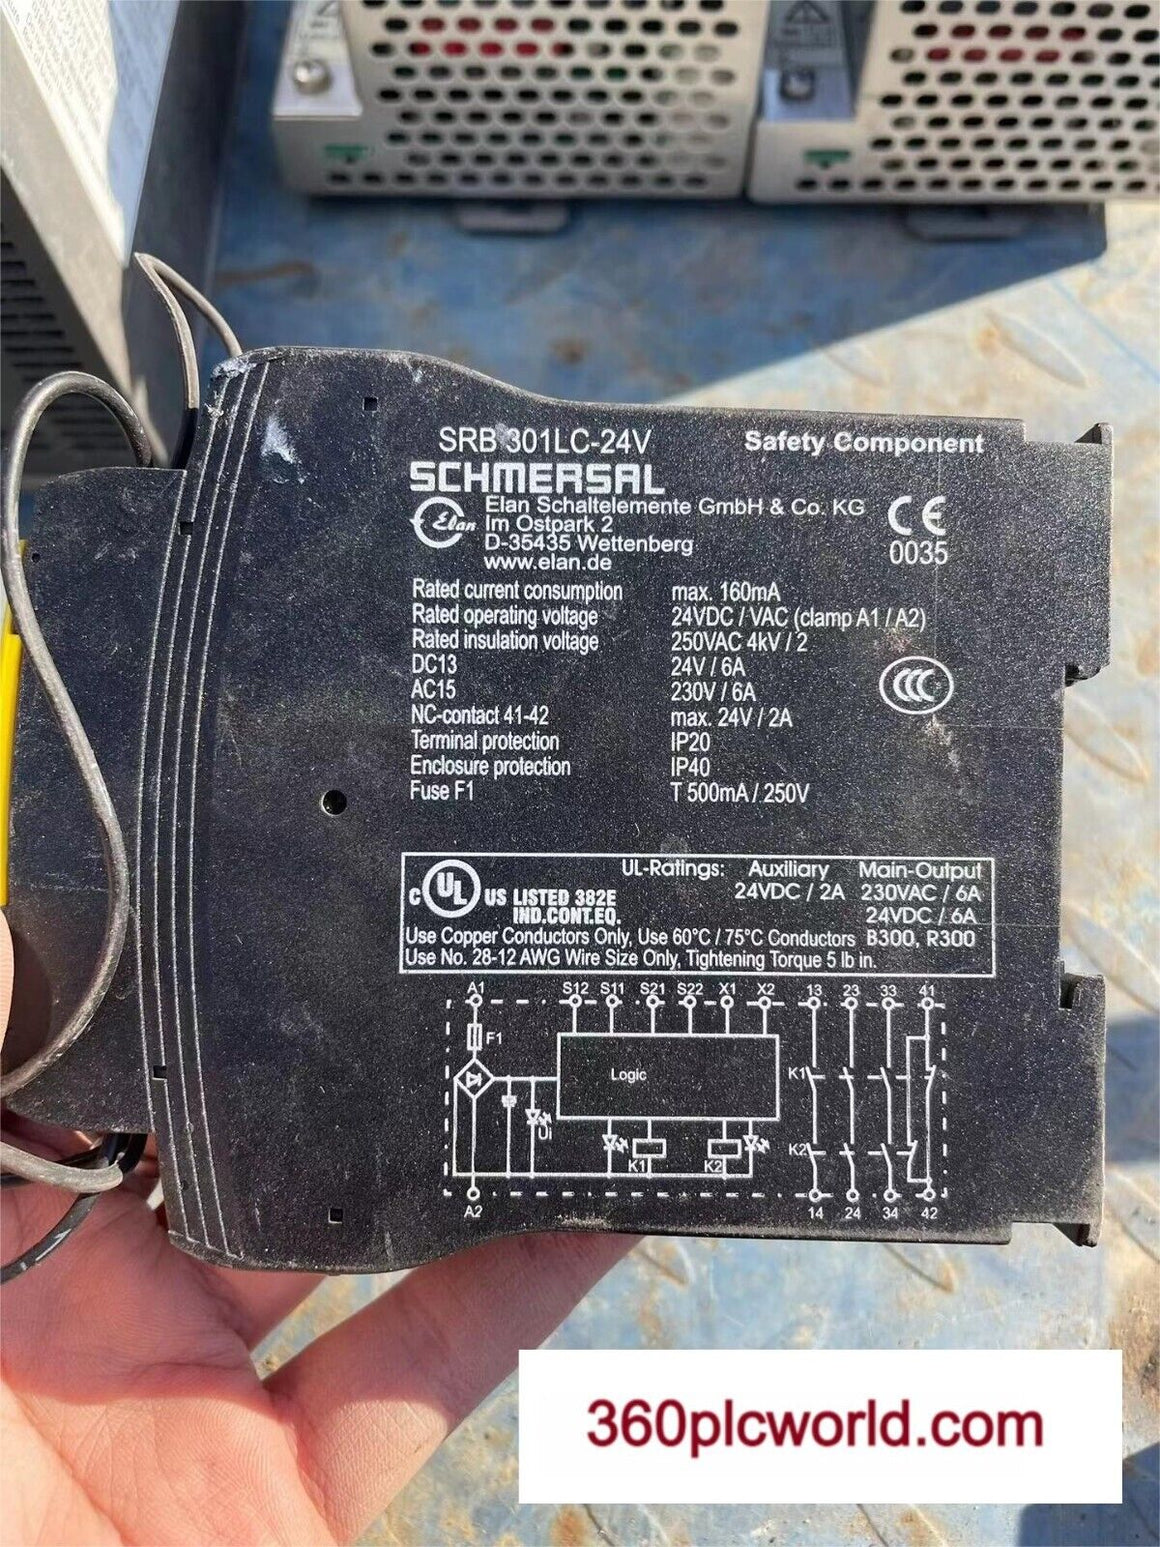 SRB 301LC-24V
Safety Component
SCHMERSAL
Elan
Elan Schaltelemente GmbH & Co. KG
Im Ostpark 2
D-35435 Wettenberg
www.elan.de
CE
0035
Rated current consumption max. 160mA
Rated operating voltage 24VDC / VAC (clamp A1 / A2)
Rated insulation voltage 250VAC 4kV / 2
DC13 24V / 6A
AC15 230V / 6A
NC-contact 41-42 max. 24V / 2A
Terminal protection IP20
Enclosure protection IP40
Fuse F1 T 500mA / 250V
CCC
UL-Ratings: Auxiliary Main-Output
24VDC / 2A 230VAC / 6A
24VDC / 6A
B300, R300
C UL US LISTED 382E
IND.CONT.EQ.
Use Copper Conductors Only, Use 60°C / 75°C Conductors
Use No. 28-12 AWG Wire Size Only, Tightening Torque 5 lb in.
A1 S12 S11 S21 S22 X1 X2 13 23 33 41
F1
Logic
K1
Ui
K2
K1 K2
A2 14 24 34 42
360plcworld.com